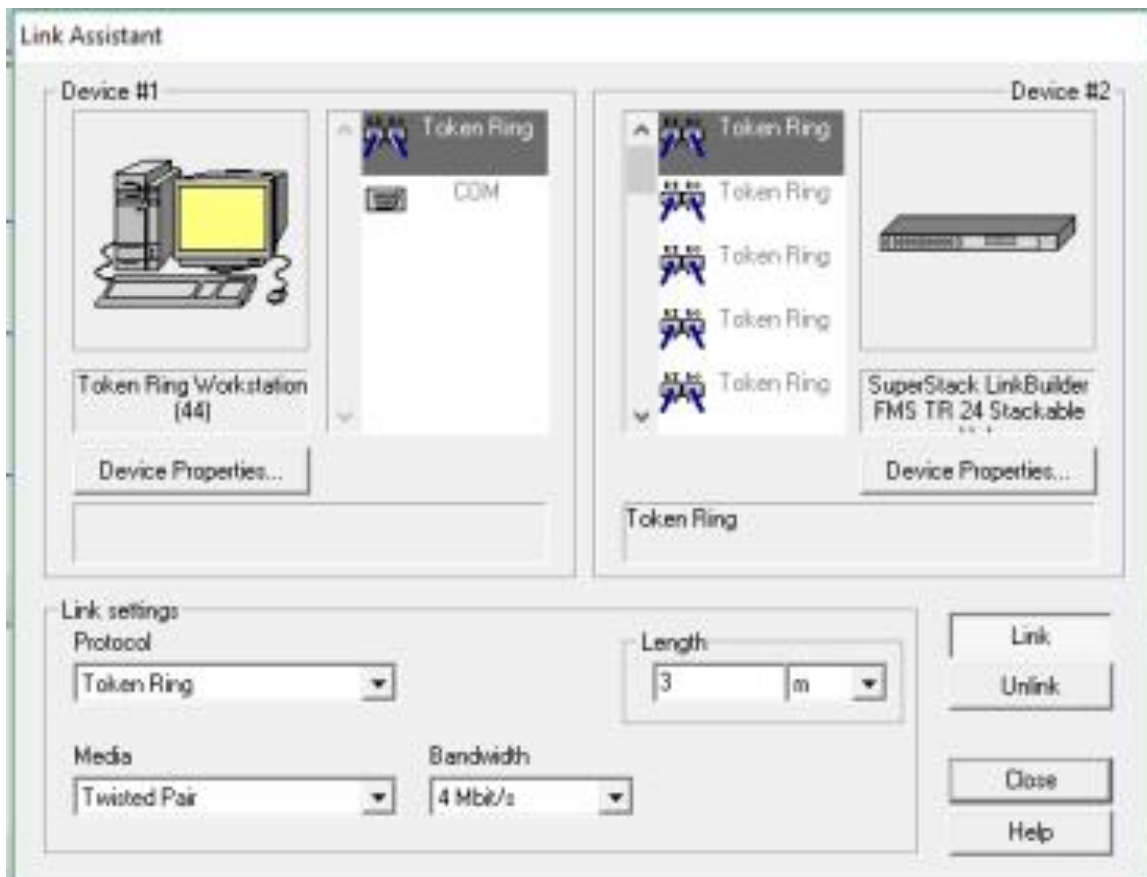 Link Assistant
Device #1
Token Ring
COM
Token Ring Workstation
(44)
Device Properties...
Device #2
Token Ring
Token Ring
Token Ring
Token Ring
Token Ring
SuperStack LinkBuilder
FMS TR 24 Stackable
Device Properties...
Token Ring
Link settings
Protocol
Token Ring
Length
3 m
Media
Twisted Pair
Bandwidth
4 Mbit/s
Link
Unlink
Close
Help